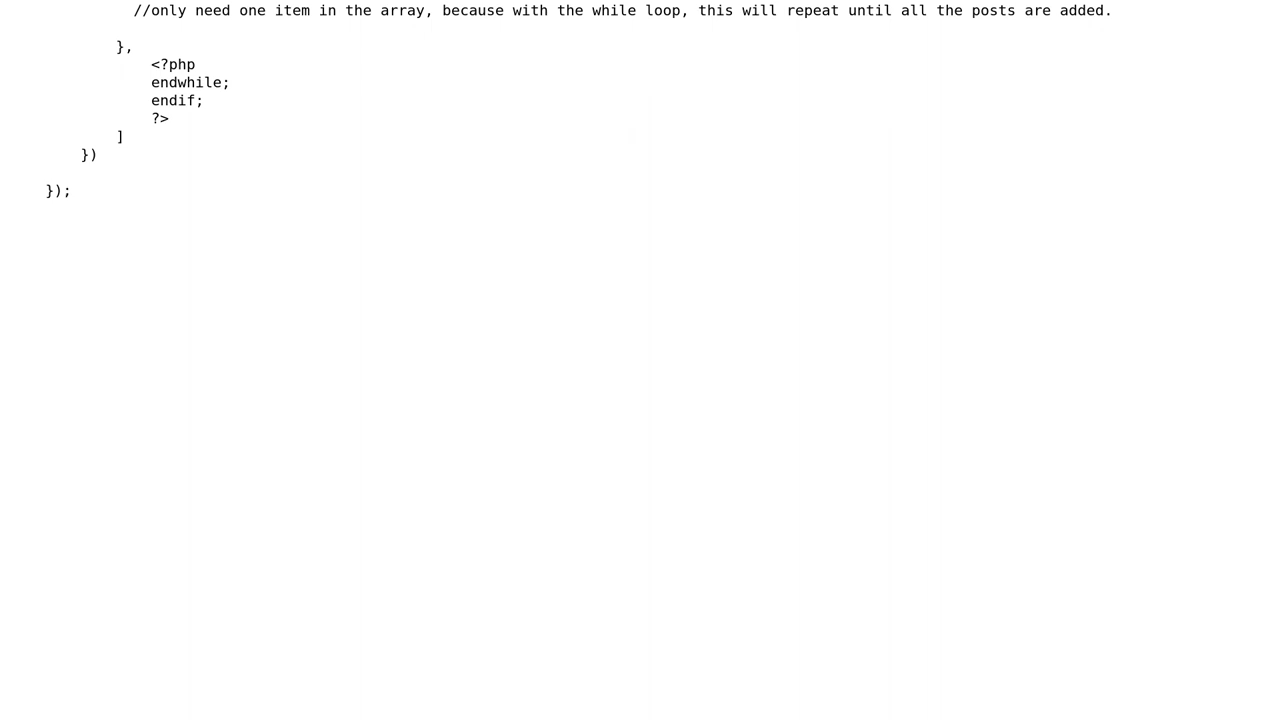 //only need one item in the array, because with the while loop, this will repeat until all the posts are added.
},
<?php
endwhile;
endif;
?>
]
})
});